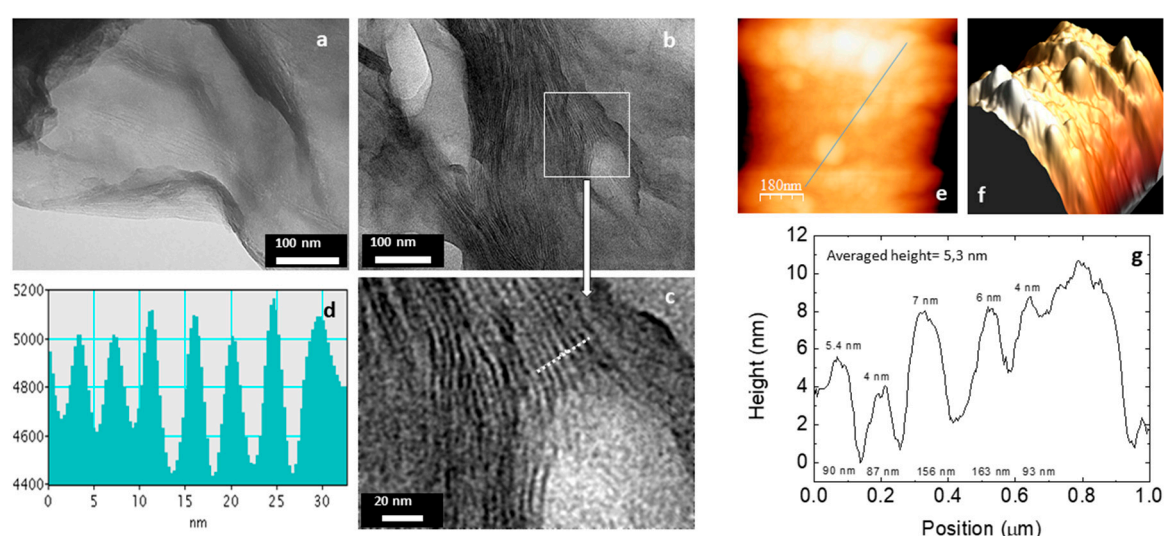 a
100 nm
b
100 nm
c
20 nm
d
5200
5000
4800
4600
4400
0 5 10 15 20 25 30
nm
e
180nm
f
g
Averaged height= 5,3 nm
12
10
8
6
4
2
0
Height (nm)
5.4 nm
4 nm
7 nm
6 nm
4 nm
90 nm 87 nm 156 nm 163 nm 93 nm
0.0 0.2 0.4 0.6 0.8 1.0
Position (μm)